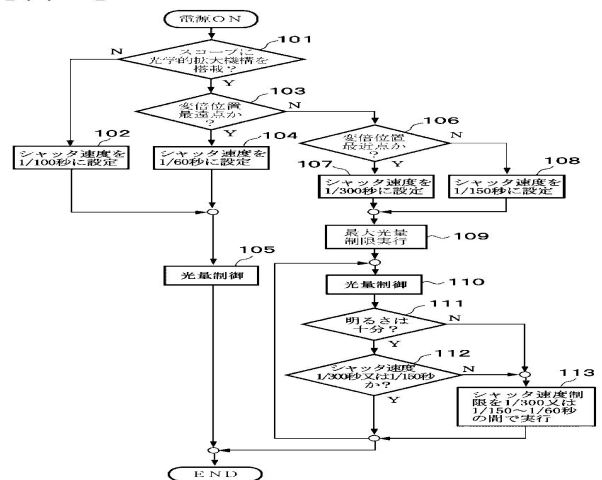 電源ON
101
スコープに
光学的拡大機構を
搭載?
N
Y
103
変倍位置
最遠点か
?
N
Y
102
シャッタ速度を
1/100秒に設定
104
シャッタ速度を
1/60秒に設定
106
変倍位置
最近点か
?
N
Y
107
シャッタ速度を
1/300秒に設定
108
シャッタ速度を
1/150秒に設定
最大光量
制限実行
109
105
光量制御
光量制御
110
111
明るさは
十分?
N
Y
112
シャッタ速度
1/300秒又は1/150秒
か?
N
Y
113
シャッタ速度制
限を1/300又は
1/150~1/60秒
の間で実行
END